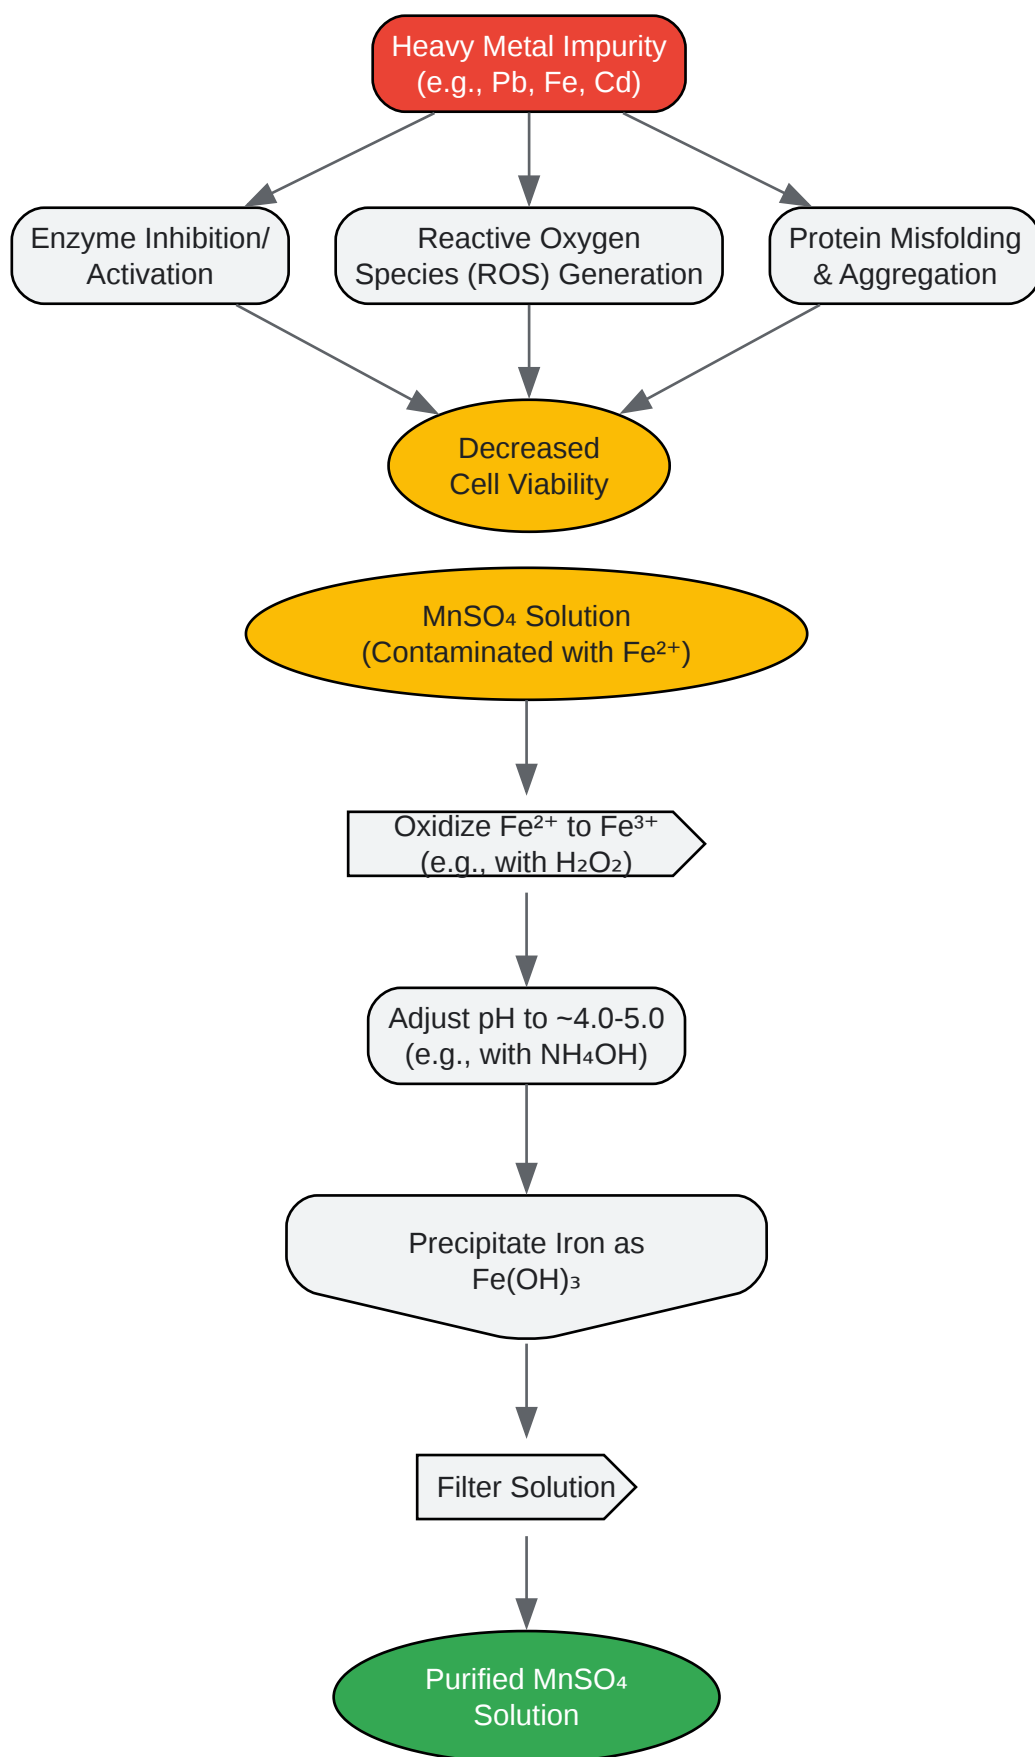 Heavy Metal Impurity
(e.g., Pb, Fe, Cd)
Enzyme Inhibition/
Activation
Reactive Oxygen
Species (ROS) Generation
Protein Misfolding
& Aggregation
Decreased
Cell Viability
MnSO₄ Solution
(Contaminated with Fe²⁺)
Oxidize Fe²⁺ to Fe³⁺
(e.g., with H₂O₂)
Adjust pH to ~4.0-5.0
(e.g., with NH₄OH)
Precipitate Iron as
Fe(OH)₃
Filter Solution
Purified MnSO₄
Solution